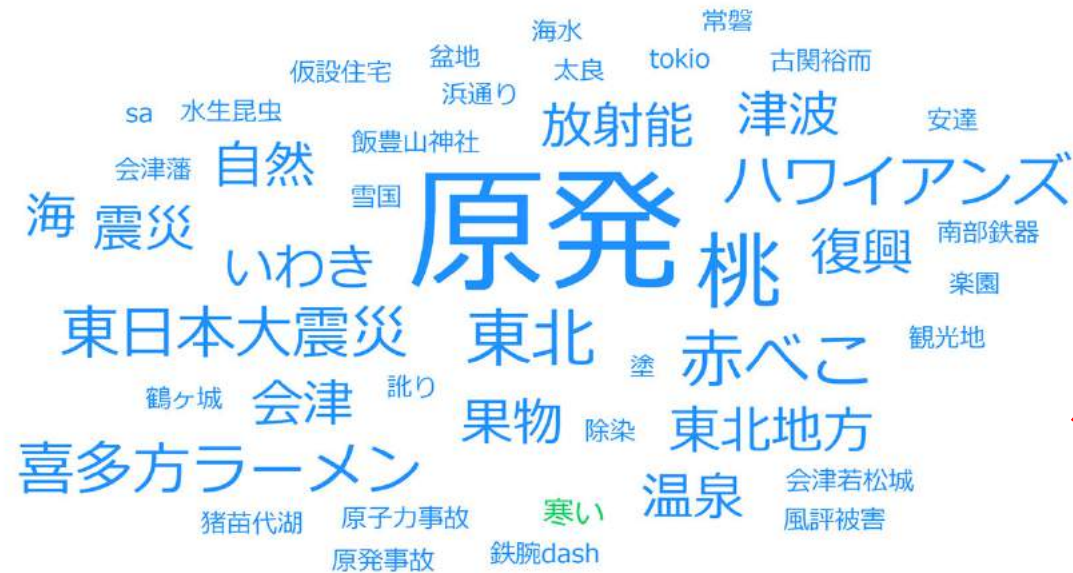 常磐
海水
盆地
太良
tokio
古関裕而
仮設住宅
浜通り
放射能
津波
sa
水生昆虫
安達
飯豊山神社
自然
会津藩
原発
ハワイアンズ
雪国
海
震災
桃
復興
南部鉄器
いわき
楽園
東日本大震災
東北
赤べこ
観光地
塗
鶴ヶ城
会津
訛り
果物
除染
東北地方
喜多方ラーメン
温泉
会津若松城
猪苗代湖
原子力事故
寒い
風評被害
原発事故
鉄腕dash